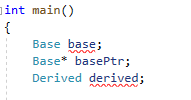 int main()
{
Base base;
Base* basePtr;
Derived derived;